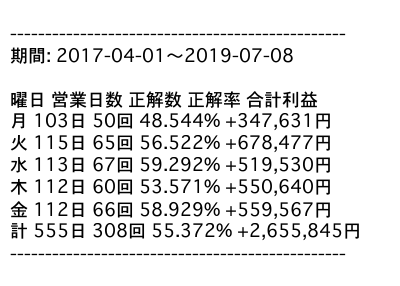 ------------------------------------------------
期間: 2017-04-01～2019-07-08
曜日 営業日数 正解数 正解率 合計利益
月 103日 50回 48.544% +347,631円
火 115日 65回 56.522% +678,477円
水 113日 67回 59.292% +519,530円
木 112日 60回 53.571% +550,640円
金 112日 66回 58.929% +559,567円
計 555日 308回 55.372% +2,655,845円
------------------------------------------------